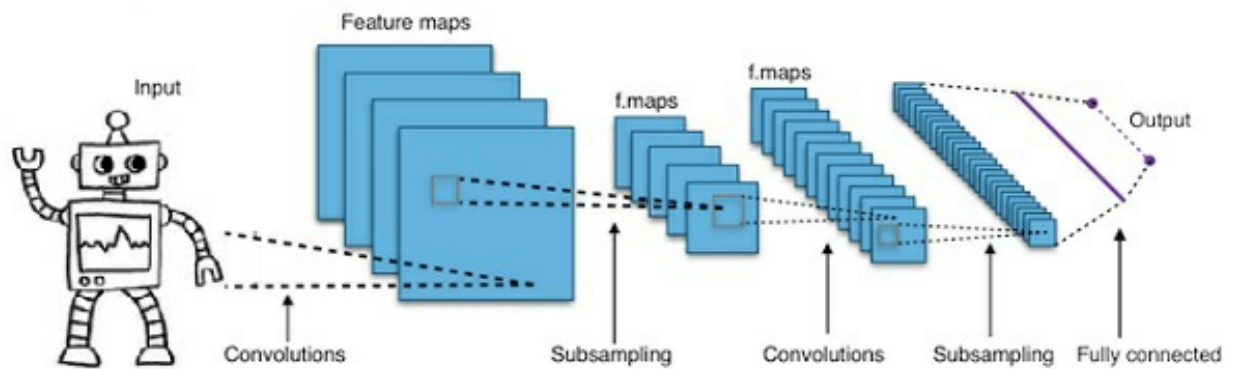 Feature maps
Input
f.maps
f.maps
Output
Convolutions
Subsampling
Convolutions
Subsampling
Fully connected